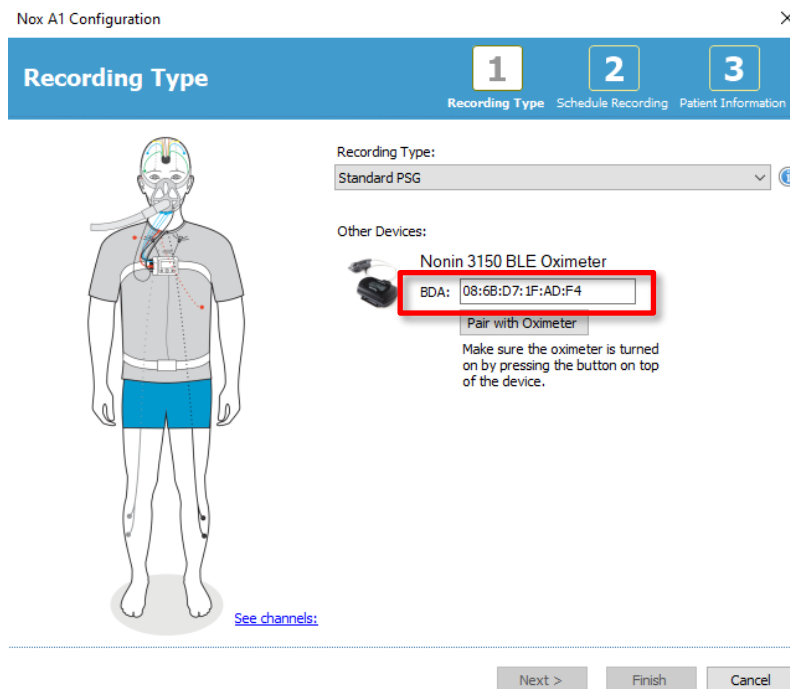 Nox A1 Configuration
Recording Type
1
Recording Type
2
Schedule Recording
3
Patient Information
Recording Type:
Standard PSG
Other Devices:
Nonin 3150 BLE Oximeter
BDA: 08:6B:D7:1F:AD:F4
Pair with Oximeter
Make sure the oximeter is turned
on by pressing the button on top
of the device.
See channels:
Next >
Finish
Cancel